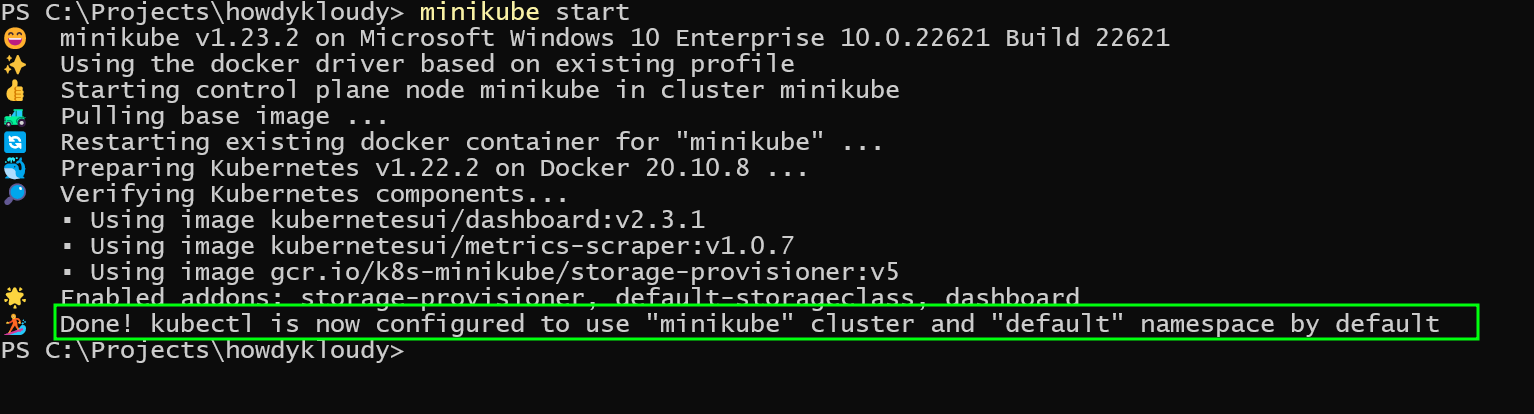 PS C:\Projects\howdykloudy> minikube start
😄 minikube v1.23.2 on Microsoft Windows 10 Enterprise 10.0.22621 Build 22621
✨ Using the docker driver based on existing profile
👍 Starting control plane node minikube in cluster minikube
🚜 Pulling base image ...
🔄 Restarting existing docker container for "minikube" ...
🐳 Preparing Kubernetes v1.22.2 on Docker 20.10.8 ...
🔎 Verifying Kubernetes components...
▪ Using image kubernetesui/dashboard:v2.3.1
▪ Using image kubernetesui/metrics-scraper:v1.0.7
▪ Using image gcr.io/k8s-minikube/storage-provisioner:v5
🌟 Enabled addons: storage-provisioner, default-storageclass, dashboard
🏄 Done! kubectl is now configured to use "minikube" cluster and "default" namespace by default
PS C:\Projects\howdykloudy>